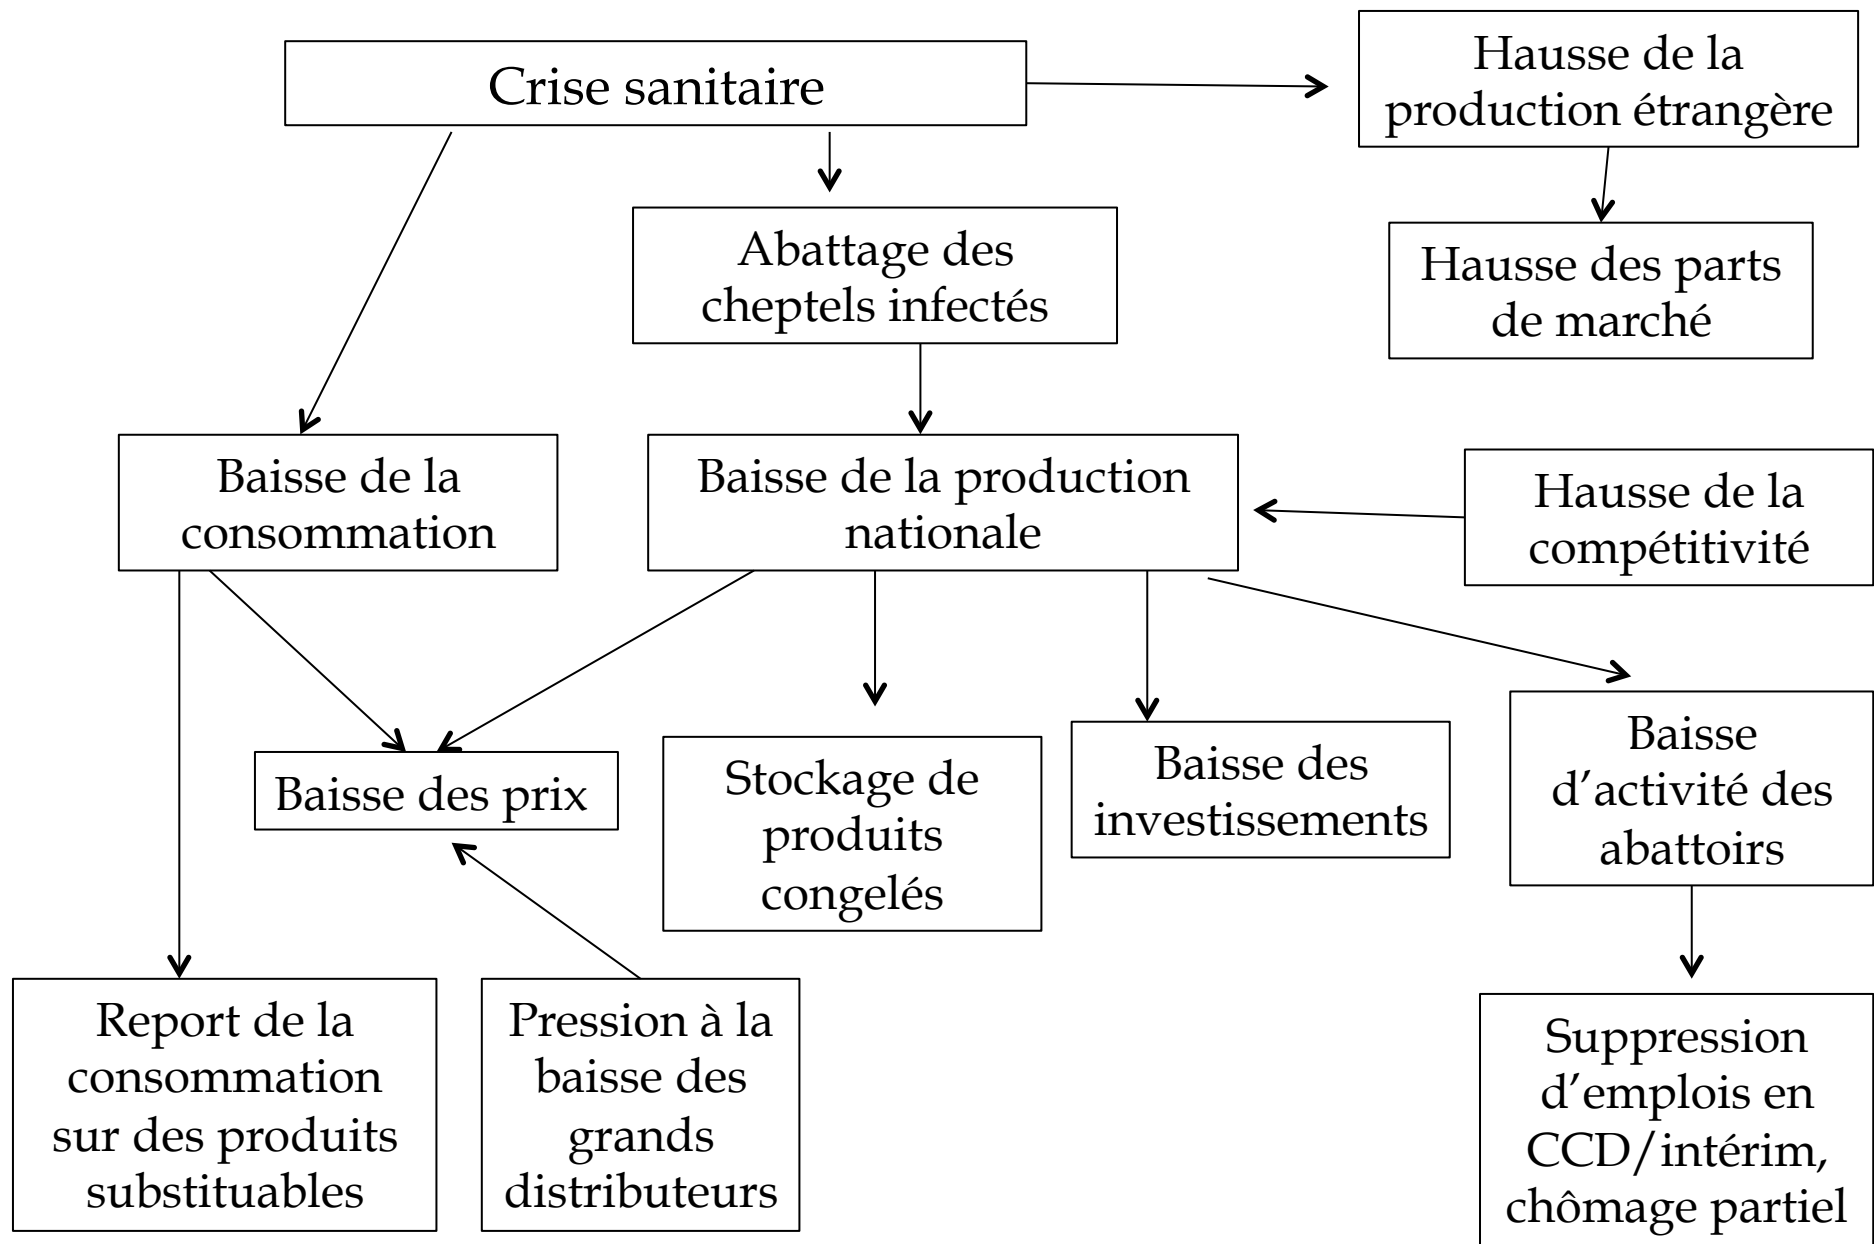 Crise sanitaire
Hausse de la
production étrangère
Abattage des
cheptels infectés
Hausse des parts
de marché
Baisse de la
consommation
Baisse de la production
nationale
Hausse de la
compétitivité
Baisse des prix
Stockage de
produits
congelés
Baisse des
investissements
Baisse
d’activité des
abattoirs
Report de la
consommation
sur des produits
substituables
Pression à la
baisse des
grands
distributeurs
Suppression
d’emplois en
CCD/intérim,
chômage partiel